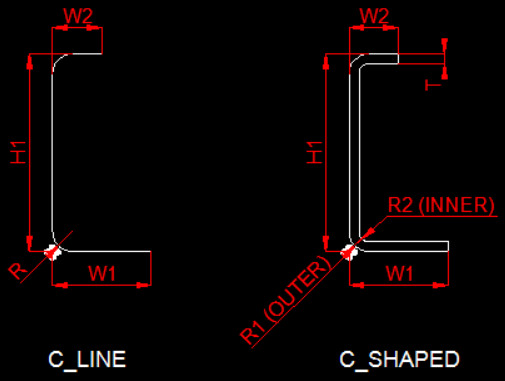 W2
H1
R
W1
C_LINE
W2
T
H1
R2 (INNER)
R1 (OUTER)
W1
C_SHAPED